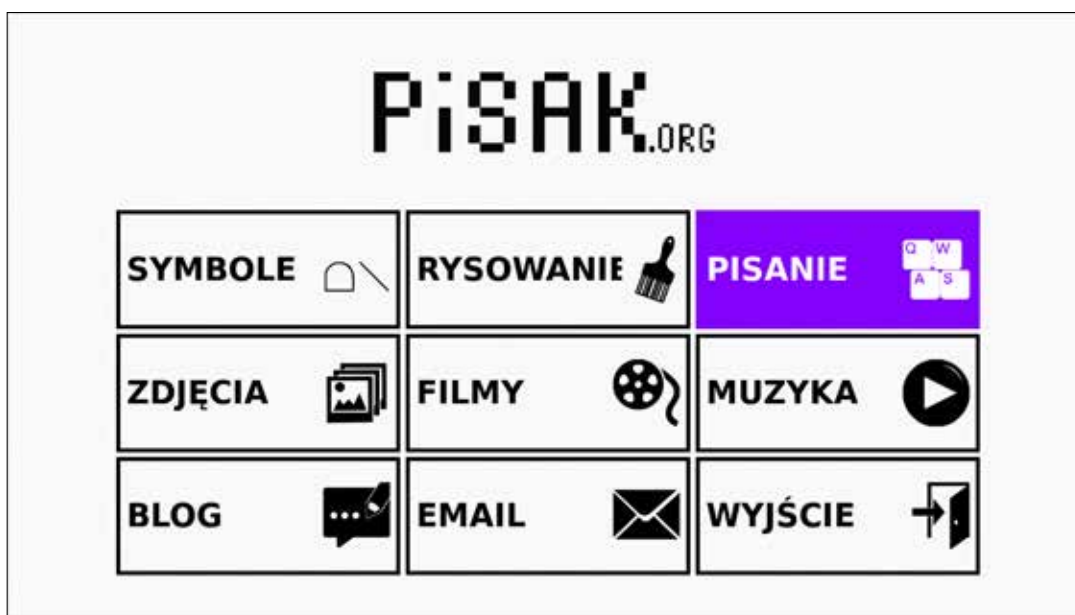 PiSAK.ORG
SYMBOLE RYSOWANIE PISANIE
Q W
A S
ZDJĘCIA FILMY MUZYKA
BLOG EMAIL WYJŚCIE